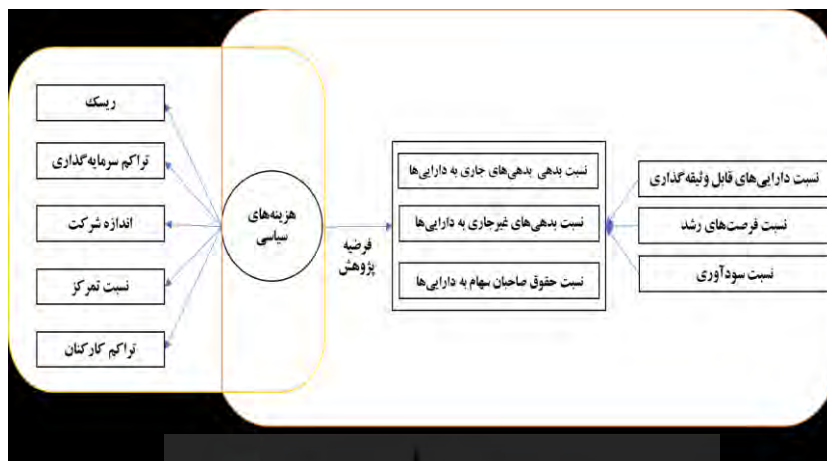 ریسک
تراکم سرمایه‌گذاری
اندازه شرکت
نسبت تمرکز
تراکم کارکنان
هزینه‌های
سیاسی
فرضیه
پژوهش
نسبت بدهی بدهی‌های جاری به دارایی‌ها
نسبت بدهی‌های غیرجاری به دارایی‌ها
نسبت حقوق صاحبان سهام به دارایی‌ها
نسبت دارایی‌های قابل وثیقه‌گذاری
نسبت فرصت‌های رشد
نسبت سودآوری